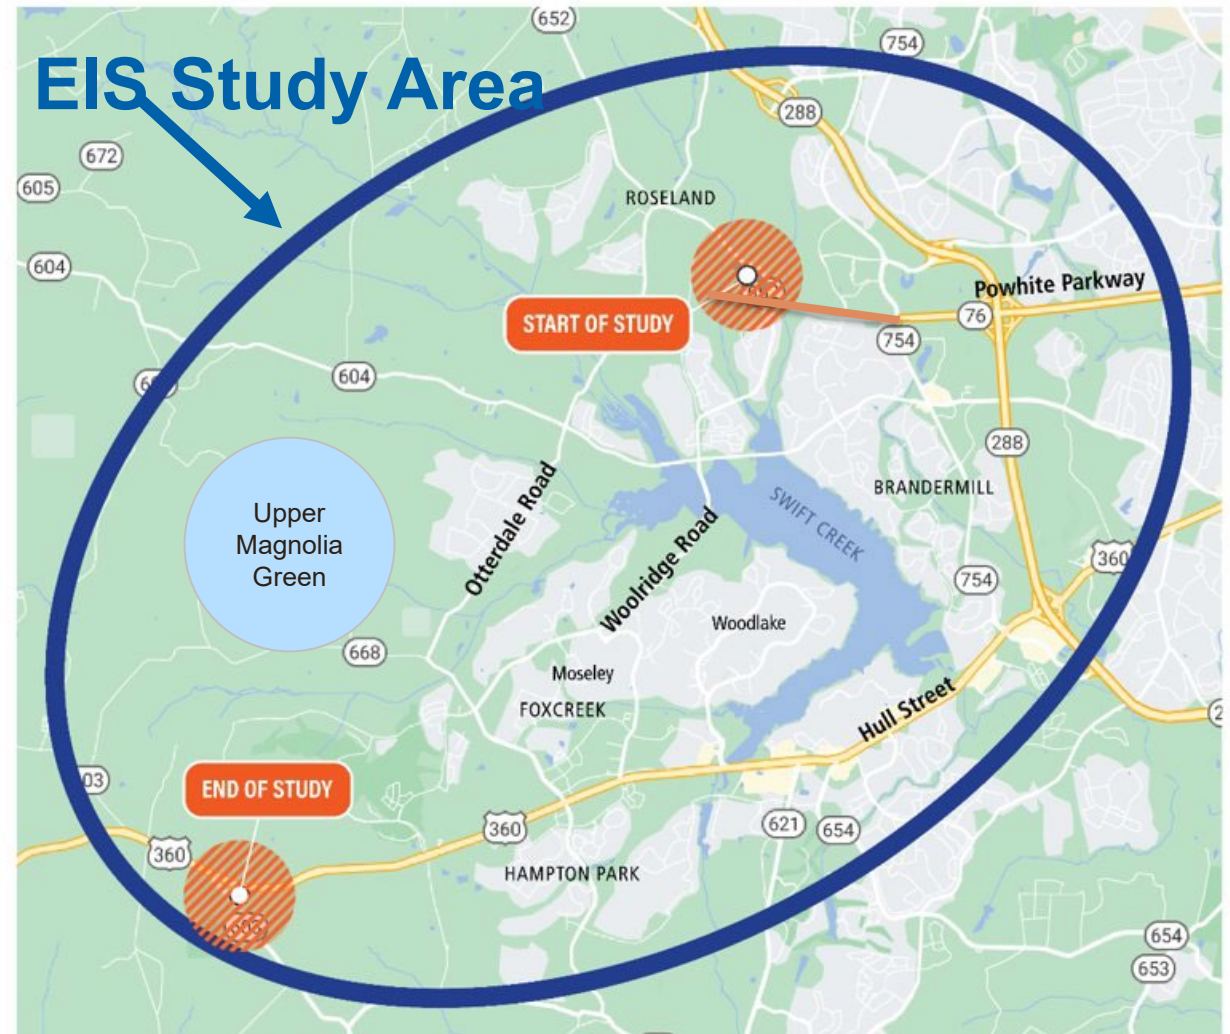 652
754
EIS Study Area
288
672
605
ROSELAND
604
Powhite Parkway
START OF STUDY
76
754
604
288
BRANDERMILL
Otterdale Road
SWIFT CREEK
Woolridge Road
Upper
Magnolia
Green
360
754
Woodlake
668
Moseley
FOXCREEK
Hull Street
END OF STUDY
03
360
360
621
654
HAMPTON PARK
654
653